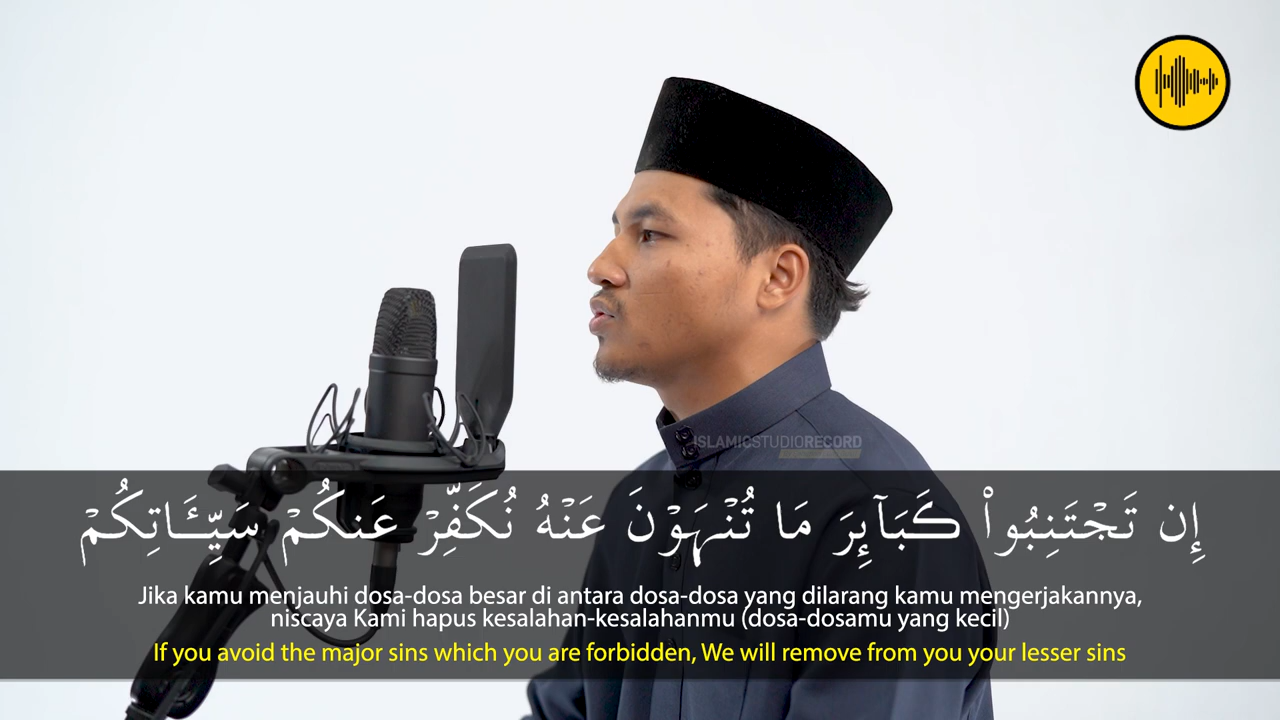 ISLAMICSTUDIORECORD
إِن تَجْتَنِبُوا۟ كَبَآئِرَ مَا تُنْهَوْنَ عَنْهُ نُكَفِّرْ عَنكُمْ سَيِّـَٔاتِكُمْ
Jika kamu menjauhi dosa-dosa besar di antara dosa-dosa yang dilarang kamu mengerjakannya,
niscaya Kami hapus kesalahan-kesalahanmu (dosa-dosamu yang kecil)
If you avoid the major sins which you are forbidden, We will remove from you your lesser sins